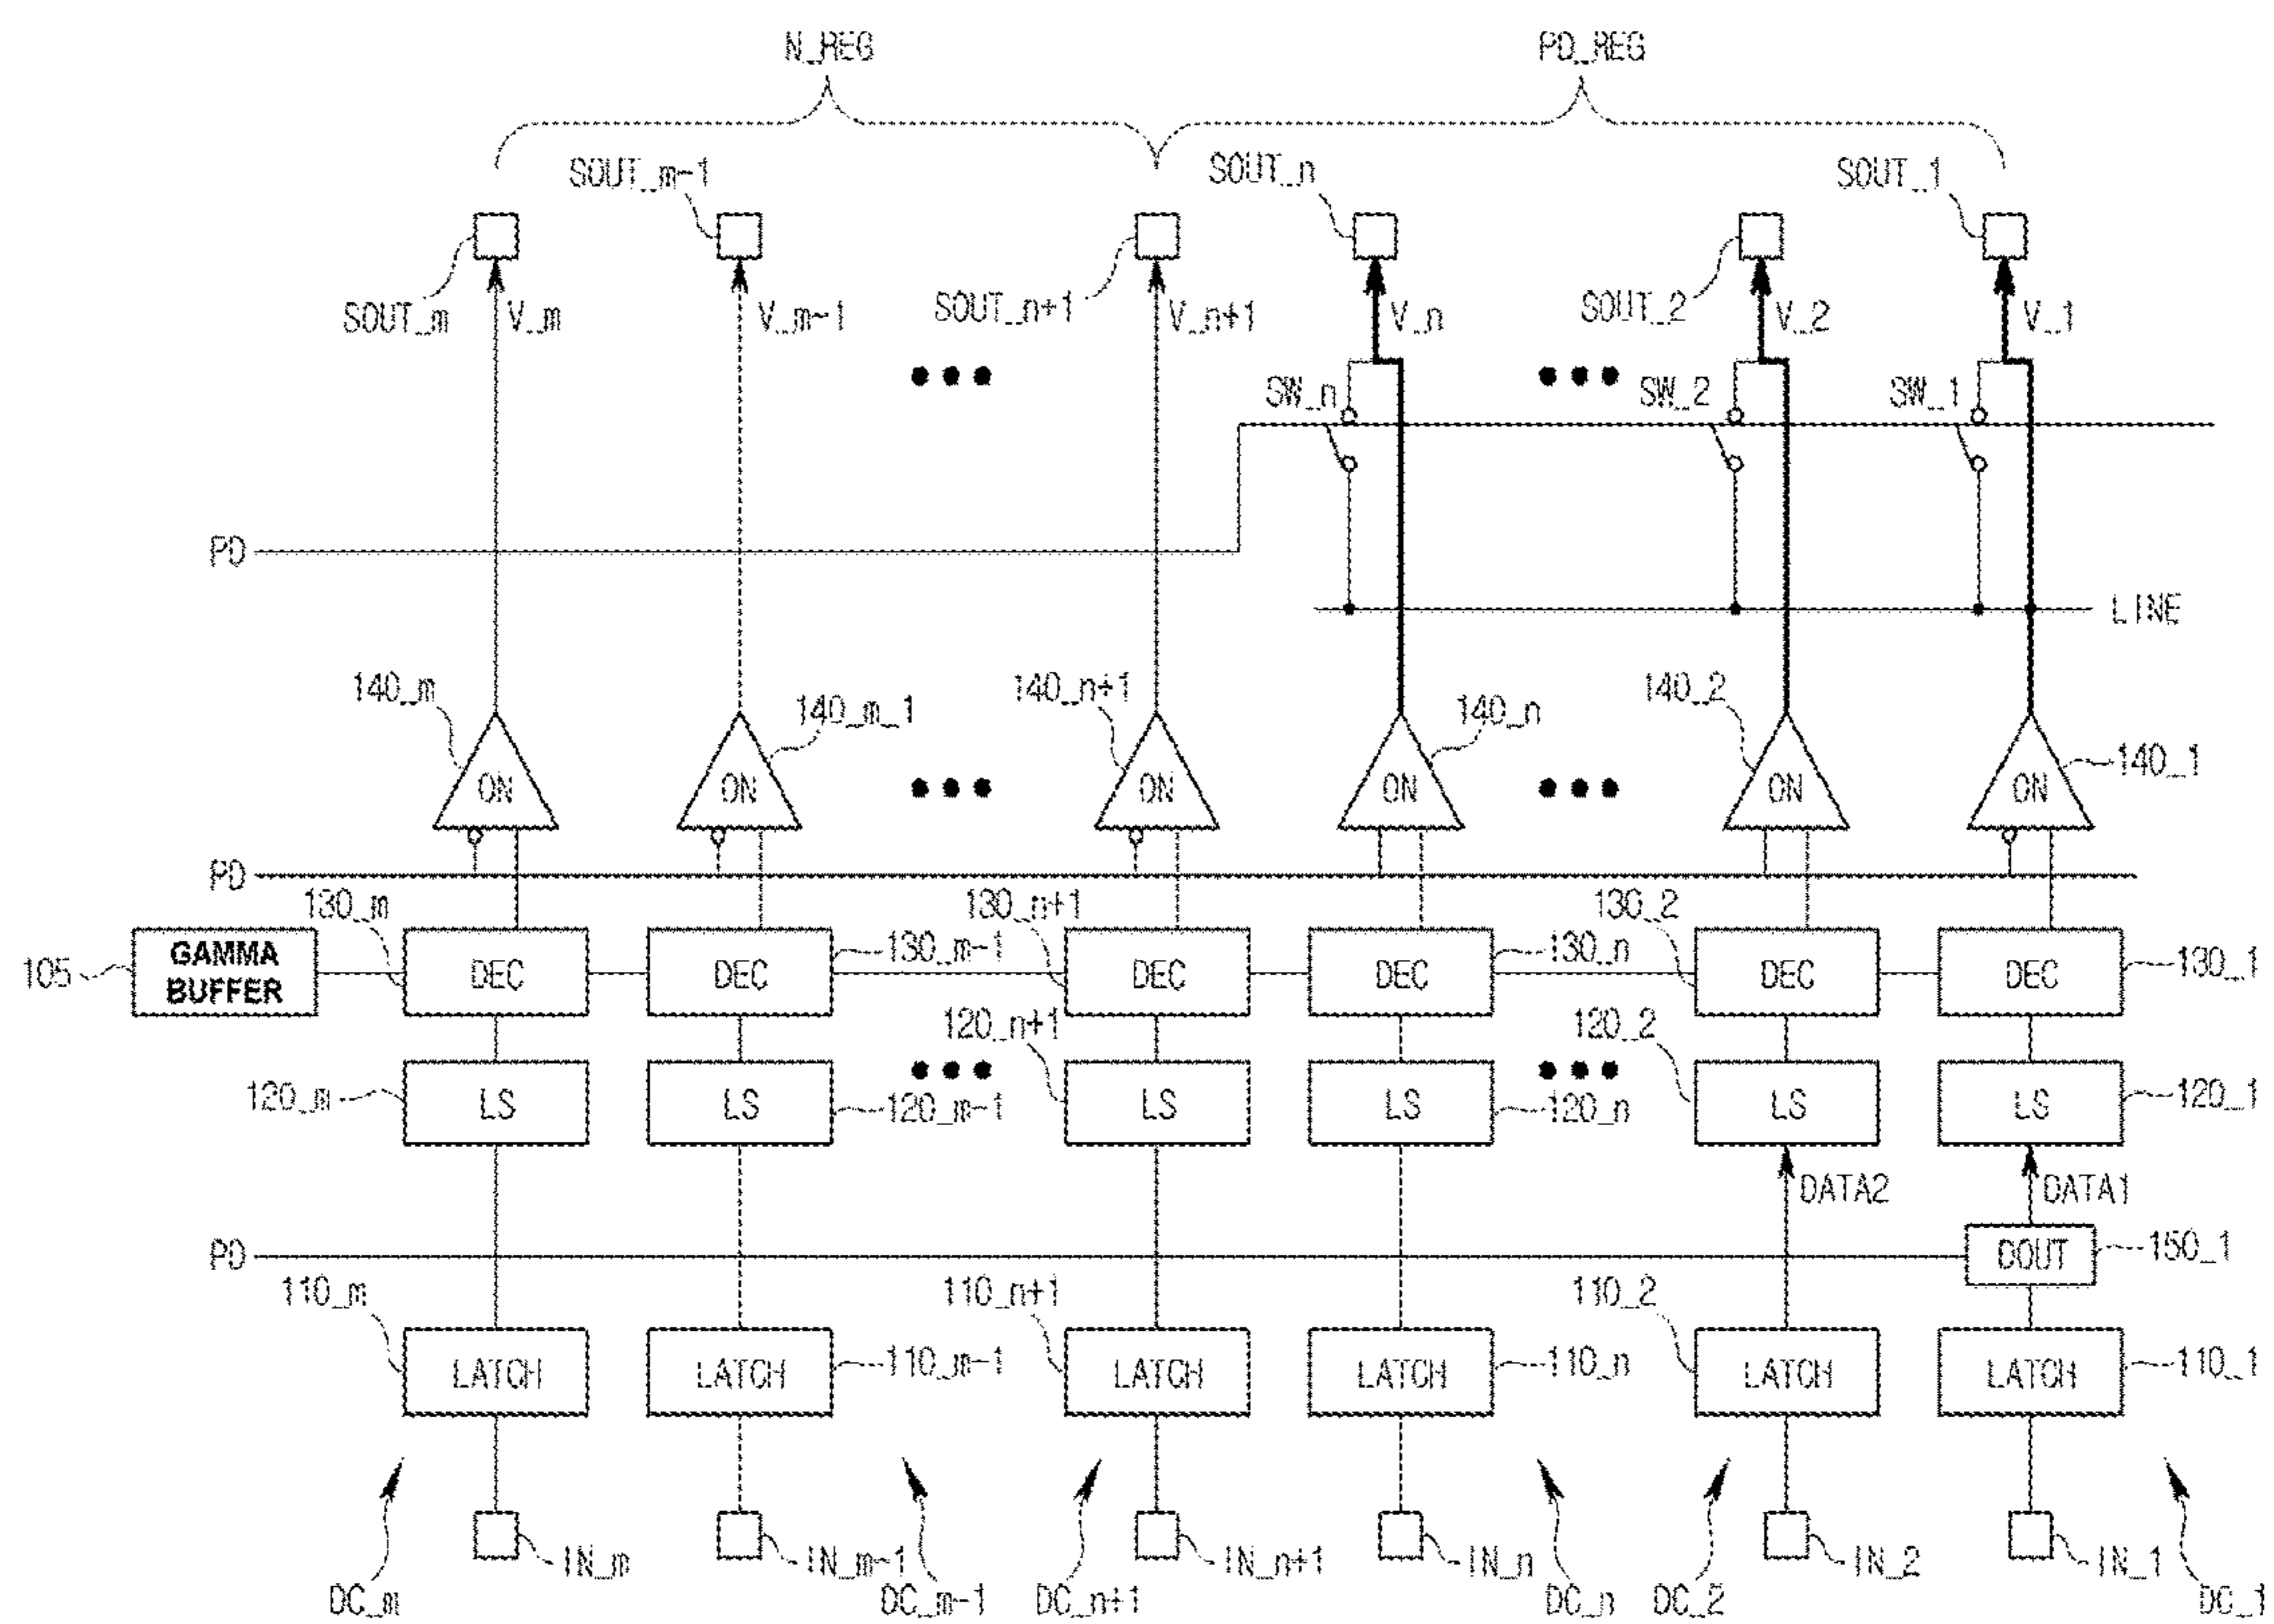 N_REG
PD_REG
SOUT_m-1
SOUT_n
SOUT_1
SOUT_m
V_m
V_m-1
SOUT_n+1
V_n+1
V_n
SOUT_2
V_2
V_1
SW_n
SW_2
SW_1
PD
LINE
140_m
140_m_1
140_n+1
140_n
140_2
140_1
ON
ON
ON
ON
ON
ON
PD
130_m
130_n+1
130_2
105
GAMMA
BUFFER
DEC
DEC
130_m-1
DEC
DEC
130_n
DEC
DEC
130_1
120_n+1
120_2
120_m
LS
LS
120_m-1
LS
LS
120_n
LS
LS
120_1
DATA2
DATA1
PD
DOUT
150_1
110_m
110_n+1
110_2
LATCH
LATCH
110_m-1
LATCH
LATCH
110_n
LATCH
LATCH
110_1
IN_m
IN_m-1
IN_n+1
IN_n
IN_2
IN_1
DC_m
DC_m-1
DC_n+1
DC_n
DC_2
DC_1